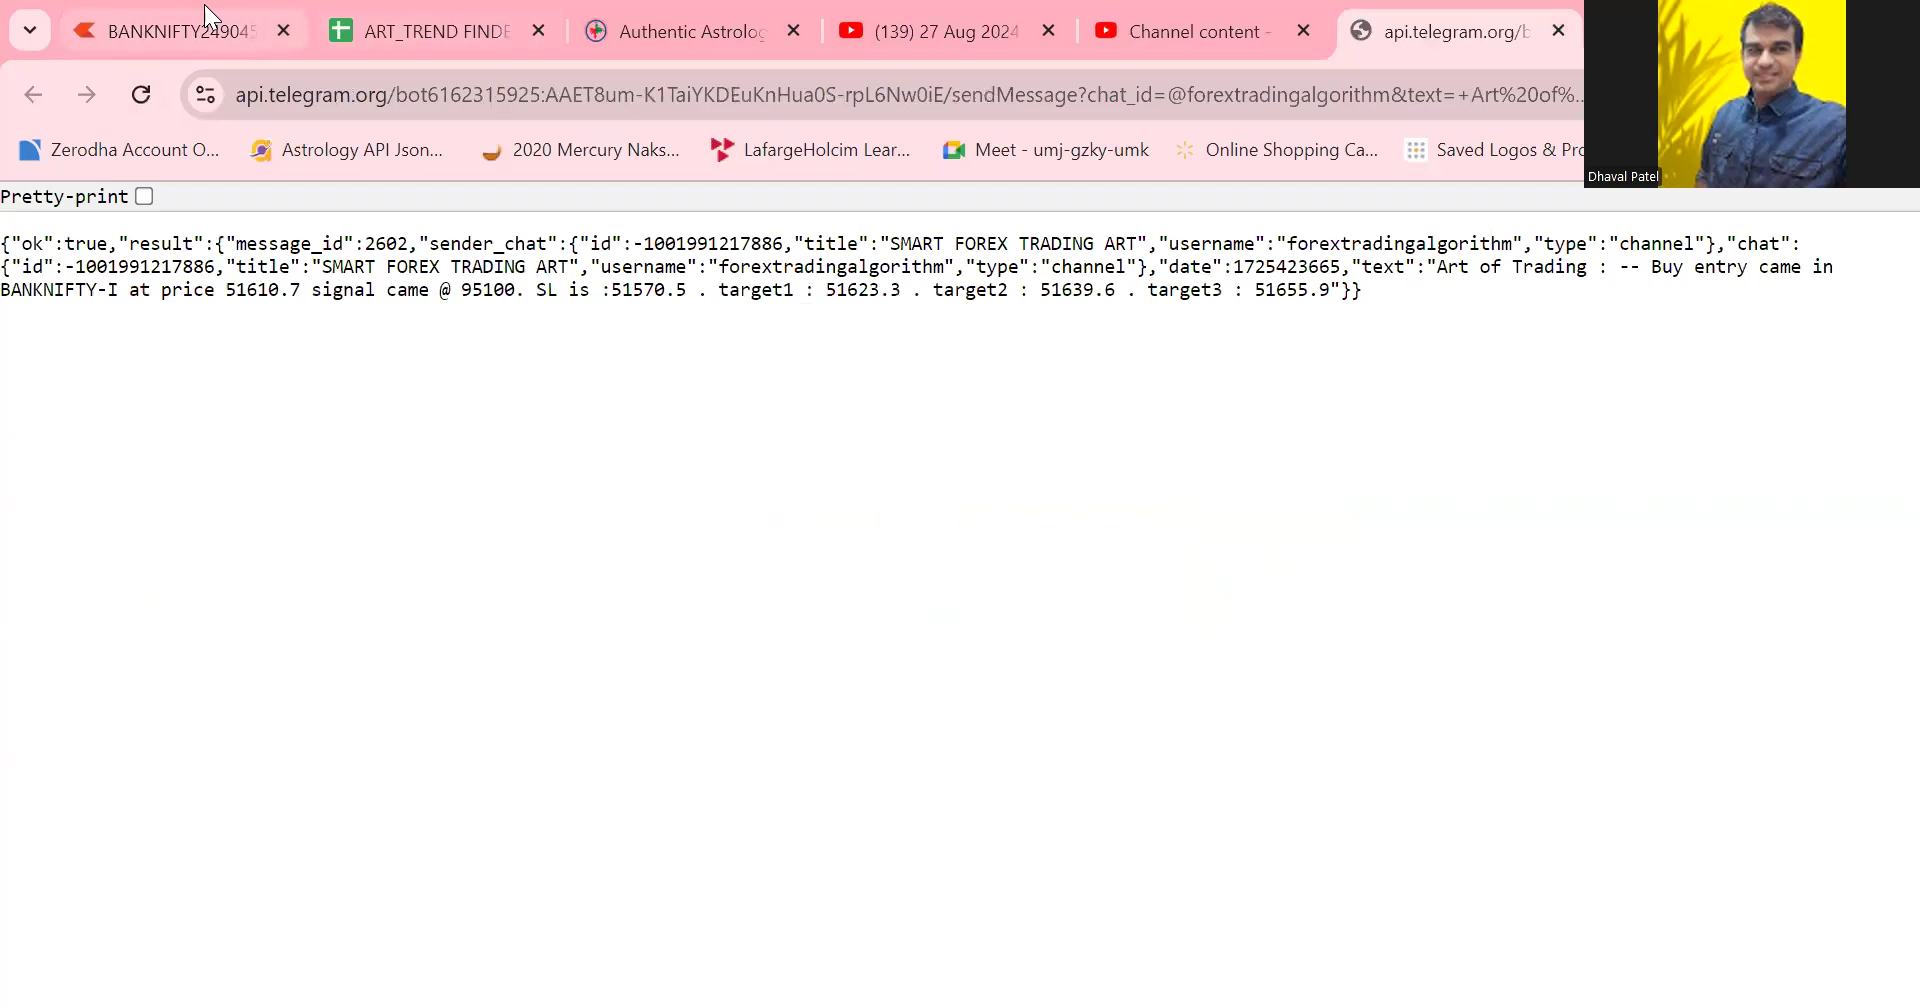 BANKNIFTY249045
ART_TREND FINDE
Authentic Astrolog
(139) 27 Aug 2024
Channel content -
api.telegram.org/b
api.telegram.org/bot6162315925:AAET8um-K1TaiYKDEuKnHua0S-rpL6Nw0iE/sendMessage?chat_id=@forextradingalgorithm&text=+Art%20of%...
Zerodha Account O...
Astrology API Json...
2020 Mercury Naks...
LafargeHolcim Lear...
Meet - umj-gzky-umk
Online Shopping Ca...
Saved Logos & Pro
Dhaval Patel
Pretty-print
{"ok":true,"result":{"message_id":2602,"sender_chat":{"id":-1001991217886,"title":"SMART FOREX TRADING ART","username":"forextradingalgorithm","type":"channel"},"chat":
{"id":-1001991217886,"title":"SMART FOREX TRADING ART","username":"forextradingalgorithm","type":"channel"},"date":1725423665,"text":"Art of Trading : -- Buy entry came in
BANKNIFTY-I at price 51610.7 signal came @ 95100. SL is :51570.5 . target1 : 51623.3 . target2 : 51639.6 . target3 : 51655.9"}}